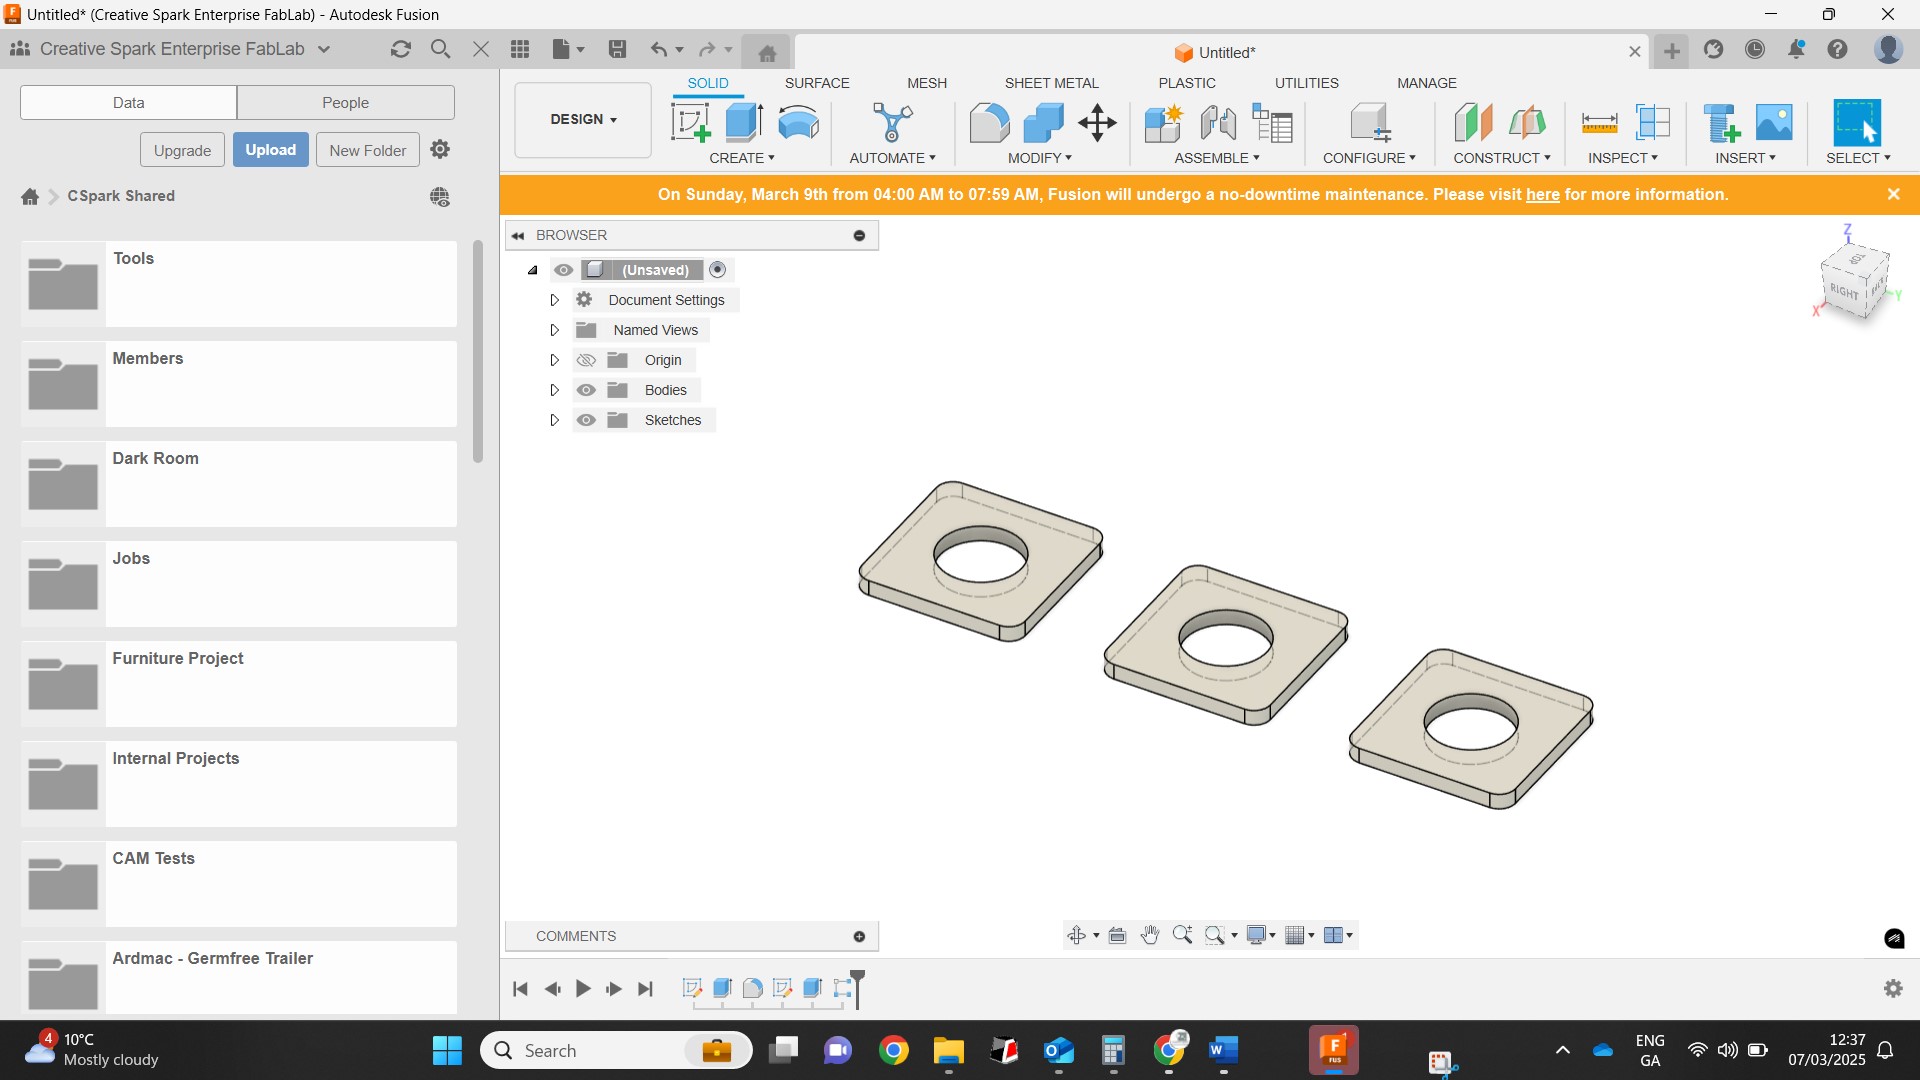 Untitled* (Creative Spark Enterprise FabLab) - Autodesk Fusion
Creative Spark Enterprise FabLab
Untitled*
Data
People
Upgrade
Upload
New Folder
CSpark Shared
Tools
Members
Dark Room
Jobs
Furniture Project
Internal Projects
CAM Tests
Ardmac - Germfree Trailer
DESIGN
SOLID
SURFACE
MESH
SHEET METAL
PLASTIC
UTILITIES
MANAGE
CREATE
AUTOMATE
MODIFY
ASSEMBLE
CONFIGURE
CONSTRUCT
INSPECT
INSERT
SELECT
On Sunday, March 9th from 04:00 AM to 07:59 AM, Fusion will undergo a no-downtime maintenance. Please visit here for more information.
BROWSER
(Unsaved)
Document Settings
Named Views
Origin
Bodies
Sketches
Z
TOP
RIGHT
BACK
X
Y
COMMENTS
4
10°C
Mostly cloudy
Search
F
FUS
ENG
GA
12:37
07/03/2025